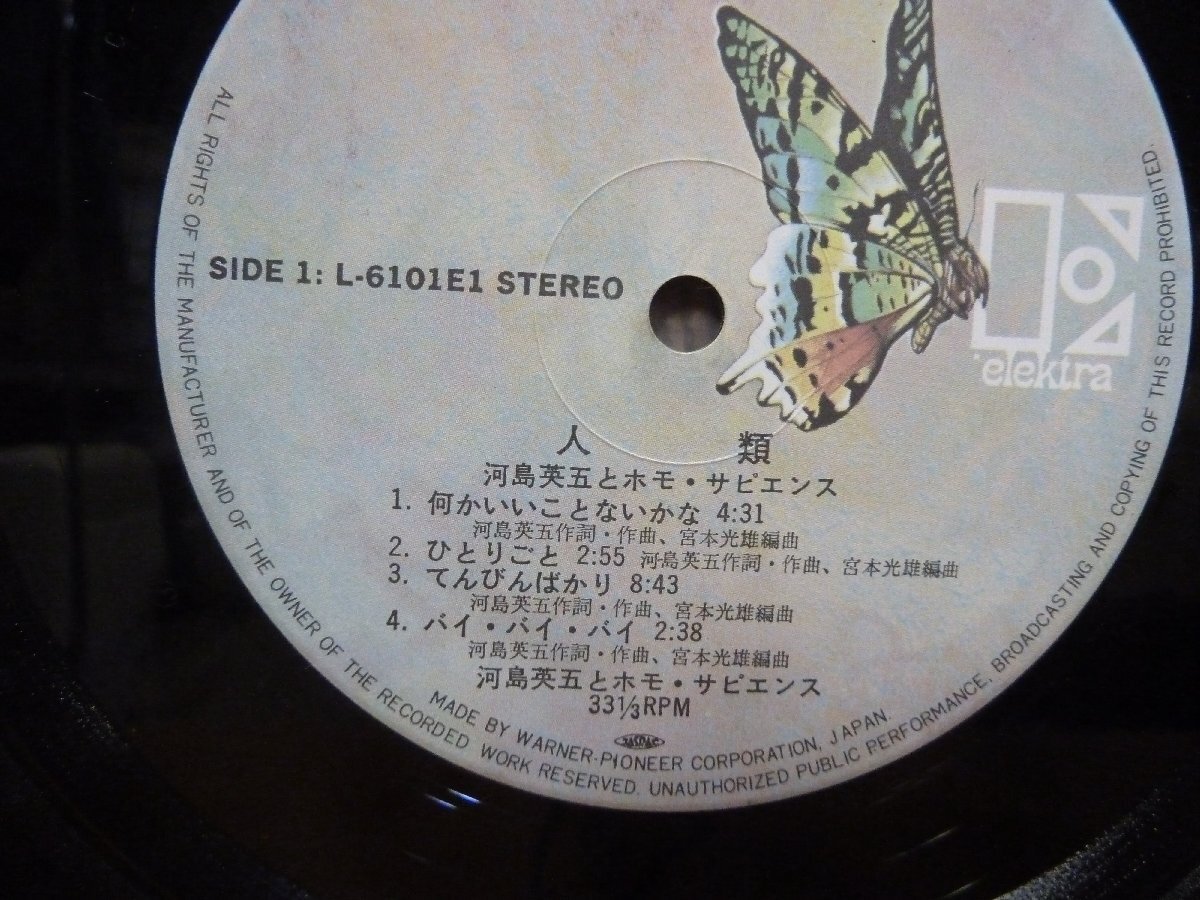 SIDE 1: L-6101E1 STEREO
elektra
人類
河島英五とホモ・サピエンス
1. 何かいいことないかな 4:31
河島英五作詞・作曲、宮本光雄編曲
2. ひとりごと 2:55 河島英五作詞・作曲、宮本光雄編曲
3. てんびんばかり 8:43
河島英五作詞・作曲、宮本光雄編曲
4. バイ・バイ・バイ 2:38
河島英五作詞・作曲、宮本光雄編曲
河島英五とホモ・サピエンス
33⅓RPM
MADE BY WARNER-PIONEER CORPORATION, JAPAN.
ALL RIGHTS OF THE MANUFACTURER AND OF THE OWNER OF THE RECORDED WORK RESERVED. UNAUTHORIZED PUBLIC PERFORMANCE, BROADCASTING AND COPYING OF THIS RECORD PROHIBITED.